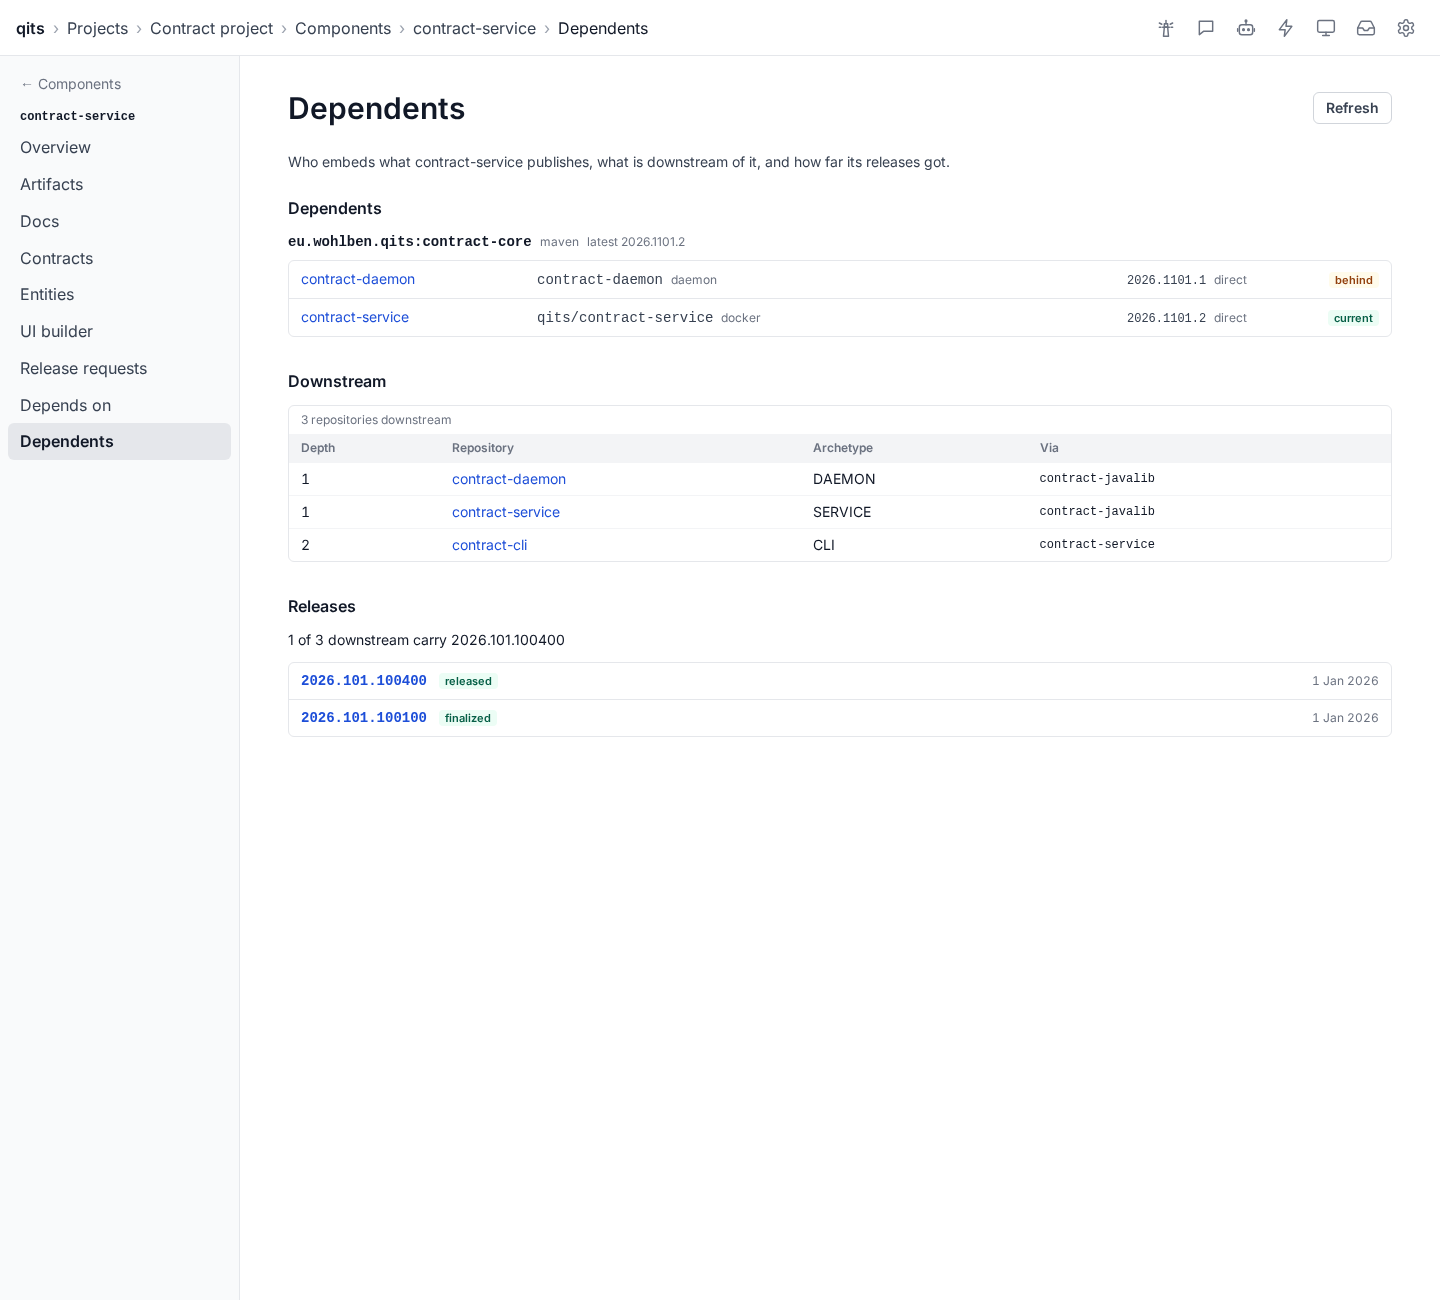 qits › Projects › Contract project › Components › contract-service › Dependents
← Components
contract-service
Overview
Artifacts
Docs
Contracts
Entities
UI builder
Release requests
Depends on
Dependents
Dependents
Refresh
Who embeds what contract-service publishes, what is downstream of it, and how far its releases got.
Dependents
eu.wohlben.qits:contract-core maven latest 2026.1101.2
contract-daemon contract-daemon daemon 2026.1101.1 direct behind
contract-service qits/contract-service docker 2026.1101.2 direct current
Downstream
3 repositories downstream
Depth Repository Archetype Via
1 contract-daemon DAEMON contract-javalib
1 contract-service SERVICE contract-javalib
2 contract-cli CLI contract-service
Releases
1 of 3 downstream carry 2026.101.100400
2026.101.100400 released 1 Jan 2026
2026.101.100100 finalized 1 Jan 2026